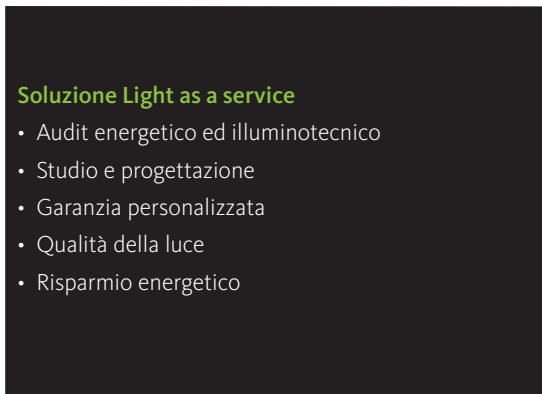 Soluzione Light as a service
• Audit energetico ed illuminotecnico
• Studio e progettazione
• Garanzia personalizzata
• Qualità della luce
• Risparmio energetico